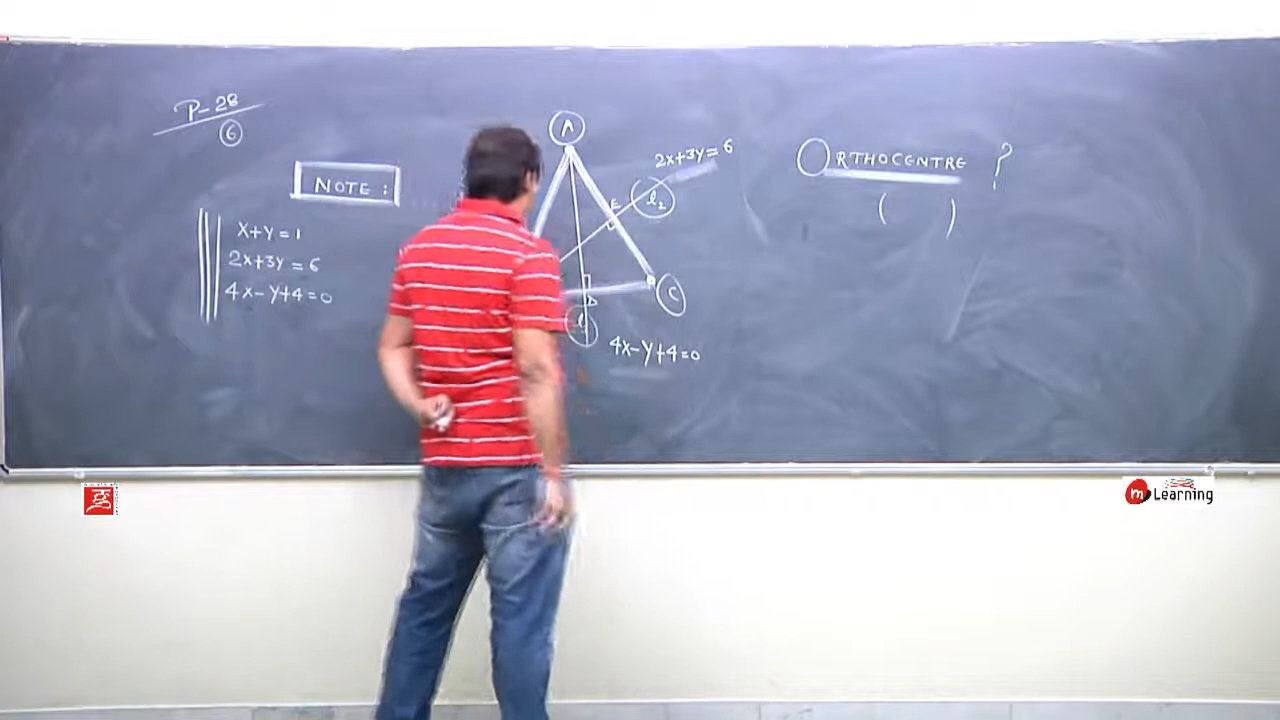 P-28
6
NOTE :
x+y=1
2x+3y=6
4x-y+4=0
A
2x+3y=6
E
l₂
C
4x-y+4=0
ORTHOCENTRE ?
( )
m Learning